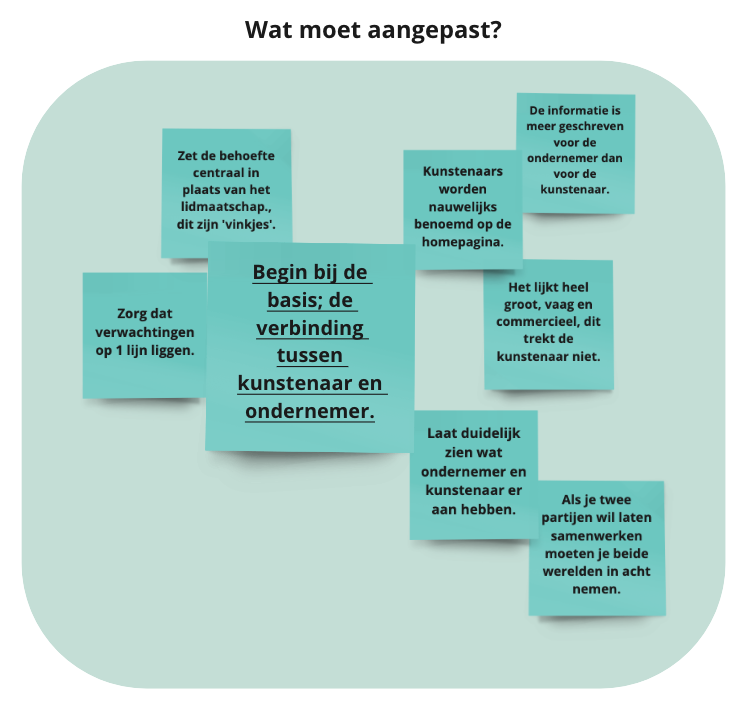 Wat moet aangepast?
De informatie is
meer geschreven
voor de
ondernemer dan
voor de
kunstenaar.
Zet de behoefte
centraal in
plaats van het
lidmaatschap.,
dit zijn 'vinkjes'.
Kunstenaars
worden
nauwelijks
benoemd op de
homepagina.
Begin bij de
basis; de
verbinding
tussen
kunstenaar en
ondernemer.
Zorg dat
verwachtingen
op 1 lijn liggen.
Het lijkt heel
groot, vaag en
commercieel, dit
trekt de
kunstenaar niet.
Laat duidelijk
zien wat
ondernemer en
kunstenaar er
aan hebben.
Als je twee
partijen wil laten
samenwerken
moeten je beide
werelden in acht
nemen.